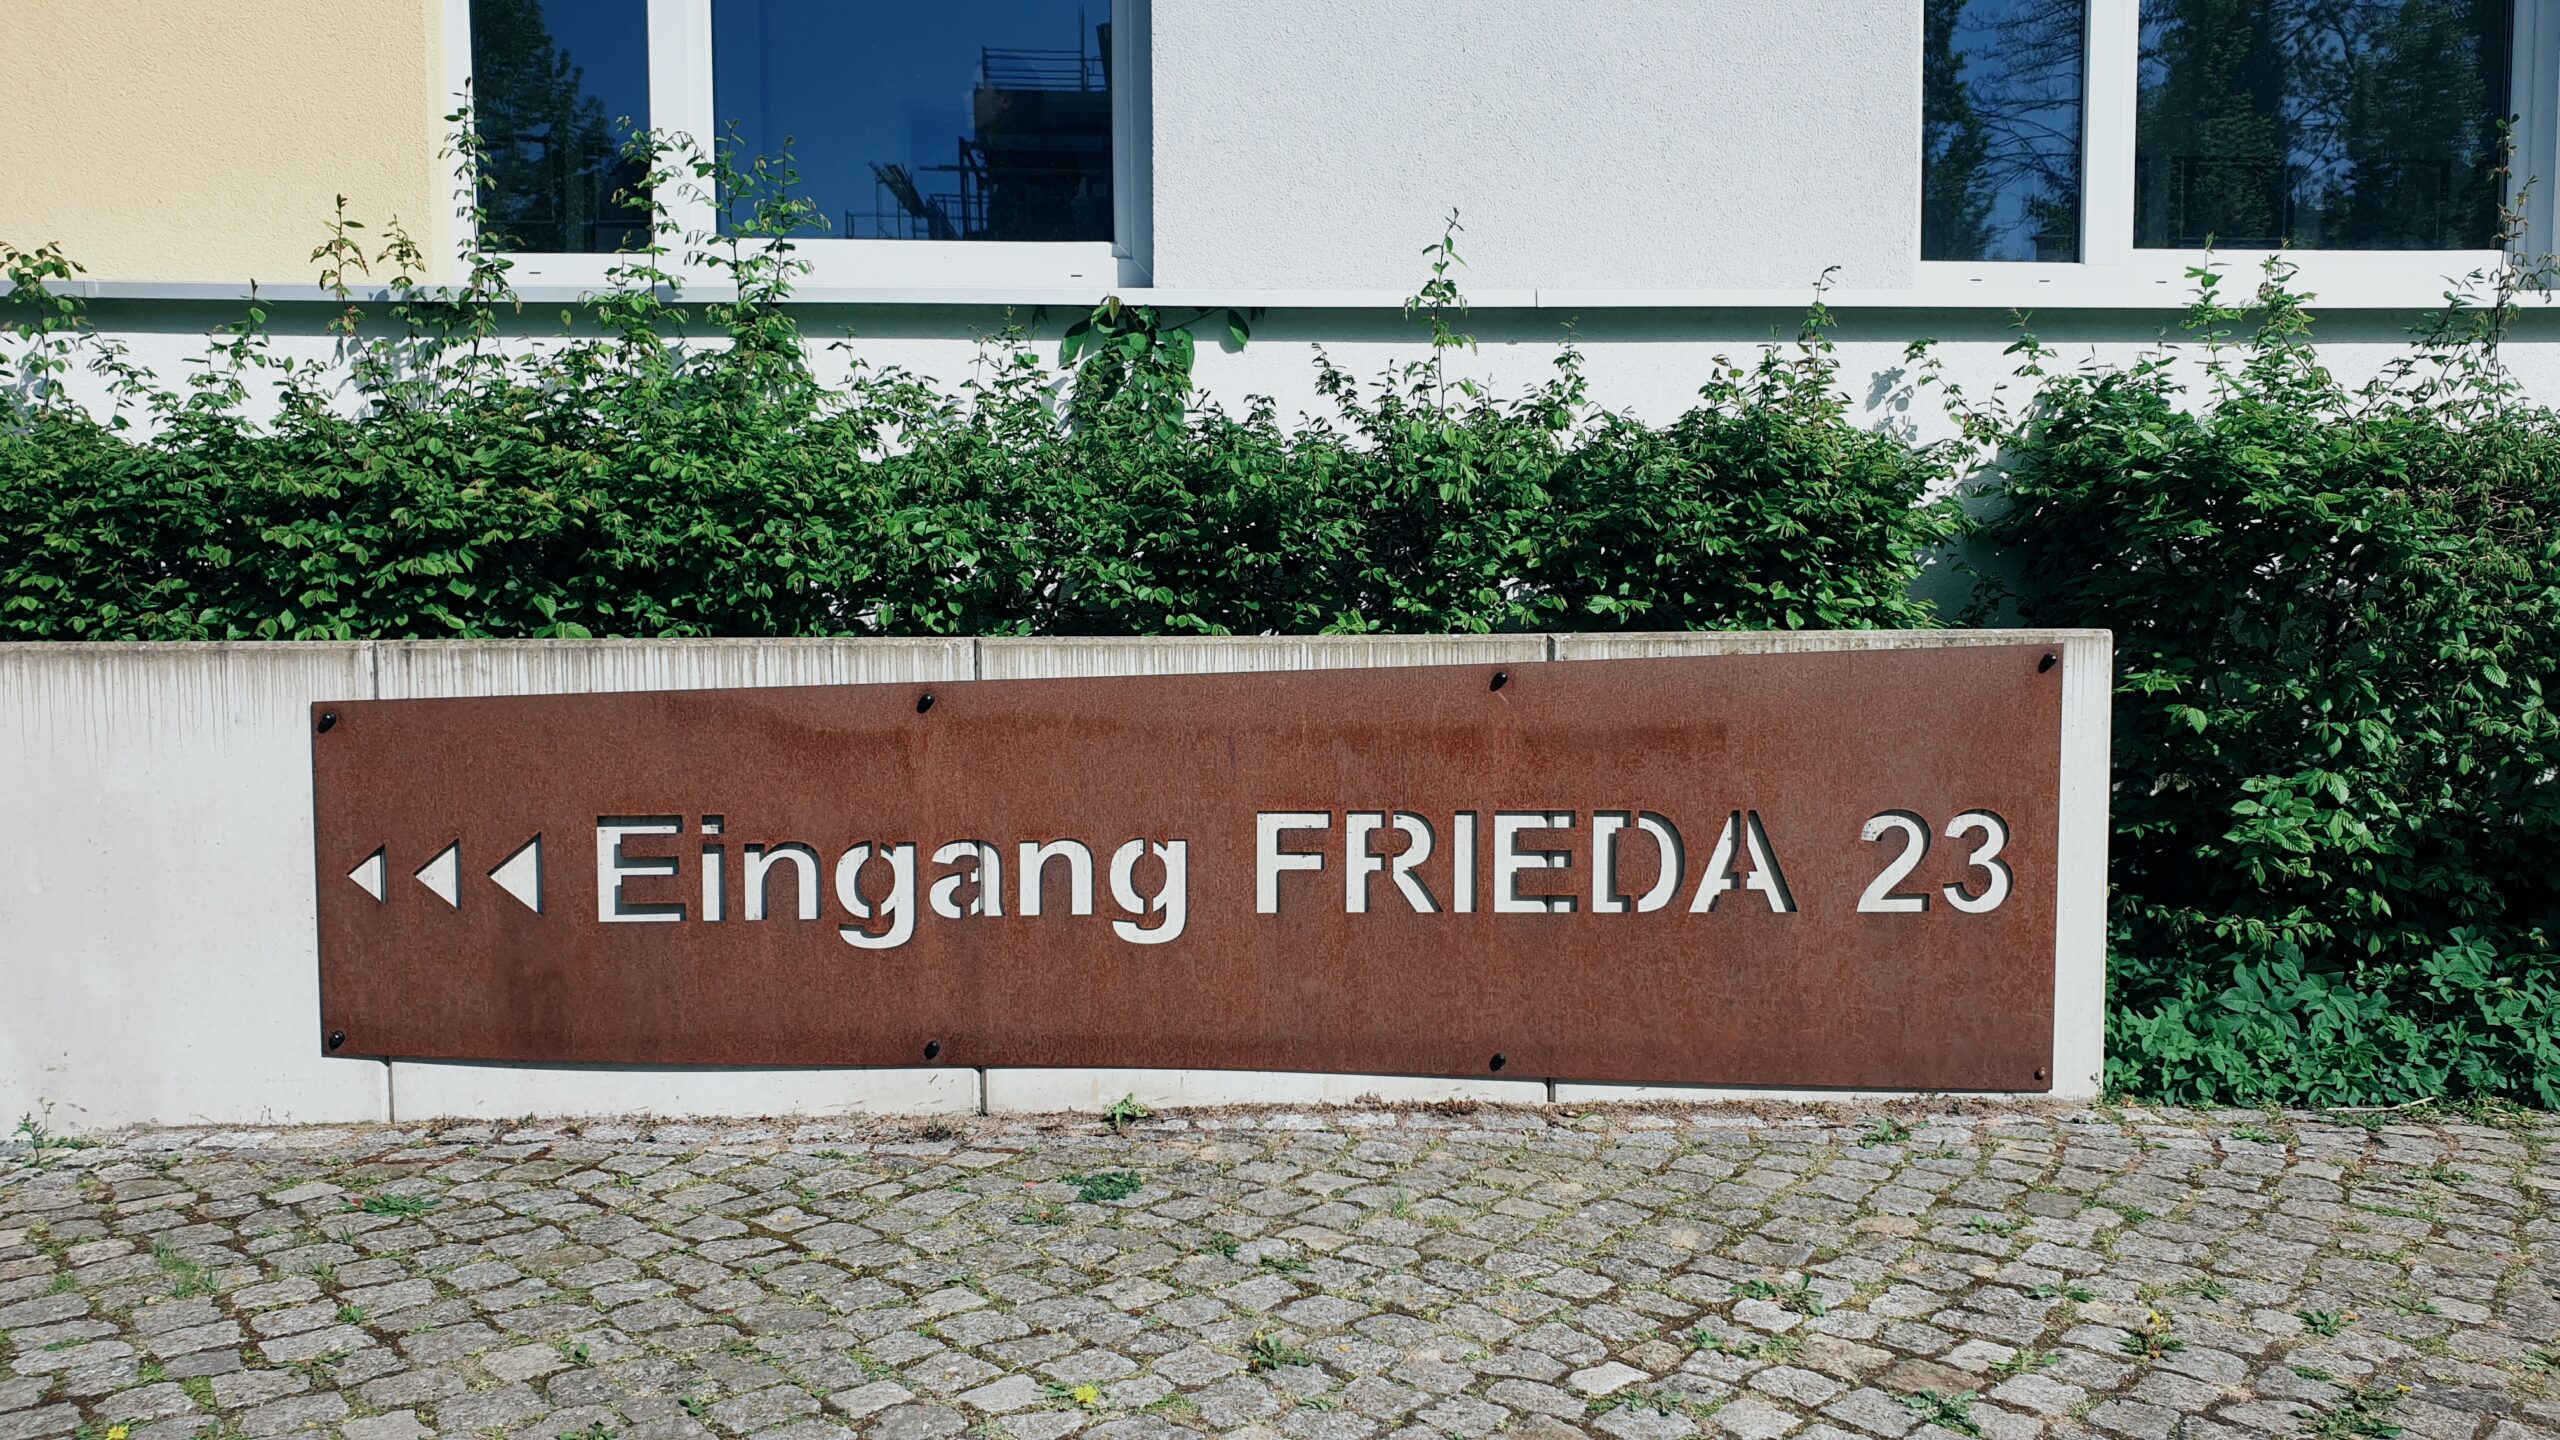 ◄◄◄ Eingang FRIEDA 23